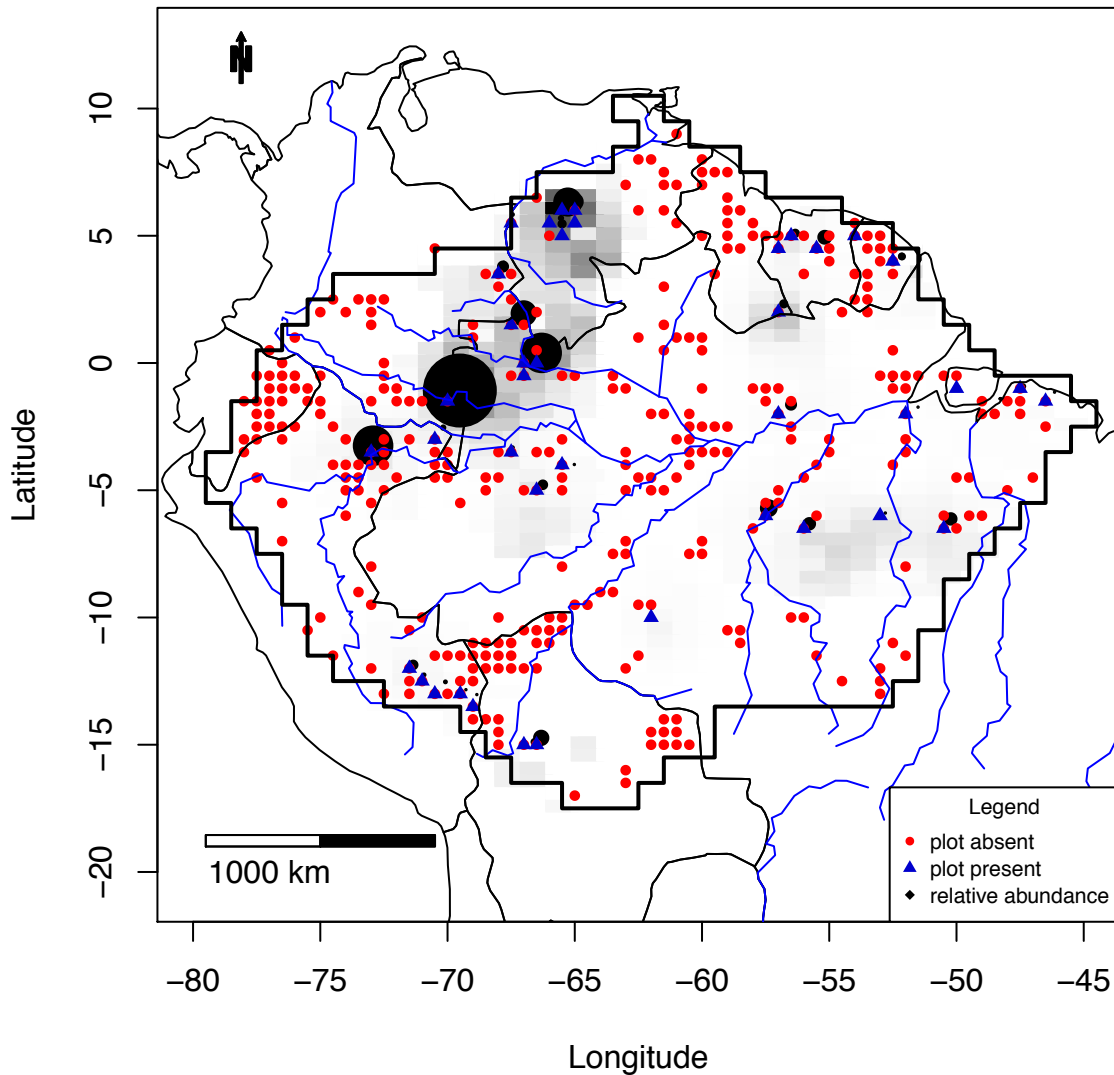 N
10
5
0
−5
−10
−15
−20
Latitude
1000 km
Legend
plot absent
plot present
relative abundance
−80
−75
−70
−65
−60
−55
−50
−45
Longitude